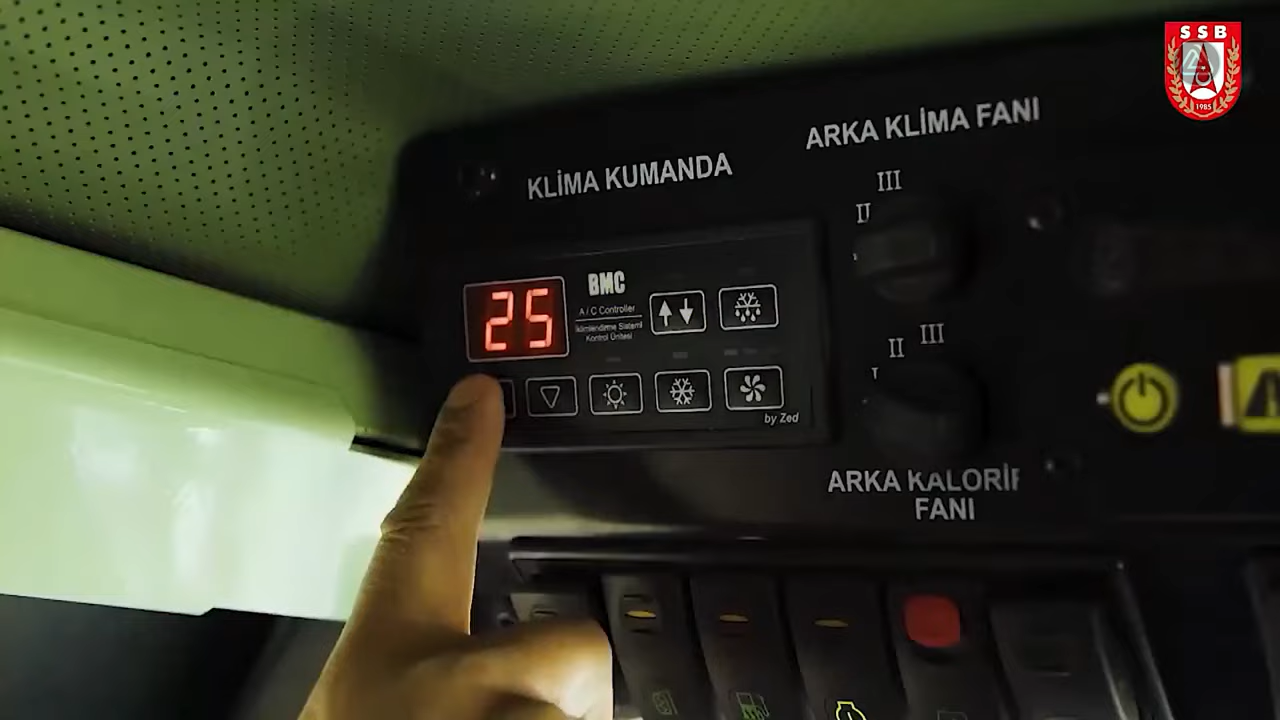 SSB
1985
ARKA KLİMA FANI
KLİMA KUMANDA
III
II
25
BMC
A / C Controller
İklimlendirme Sistemi
Kontrol Ünitesi
by Zed
III
II
I
ARKA KALORİF
FANI